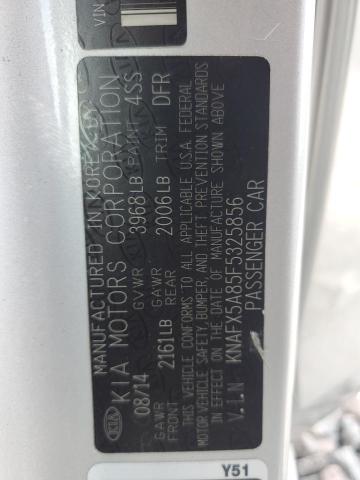 VIN
MANUFACTURED IN KOREA BY
KIA MOTORS CORPORATION
08/14 GVWR 3968LB PAINT 4SS
GAWR FRONT 2161LB GAWR REAR 2006LB TRIM DFR
THIS VEHICLE CONFORMS TO ALL APPLICABLE U.S.A. FEDERAL
MOTOR VEHICLE SAFETY, BUMPER, AND THEFT PREVENTION STANDARDS
IN EFFECT ON THE DATE OF MANUFACTURE SHOWN ABOVE
V.I.N KNAFX5A85F5325856
PASSENGER CAR
KIA
Y51